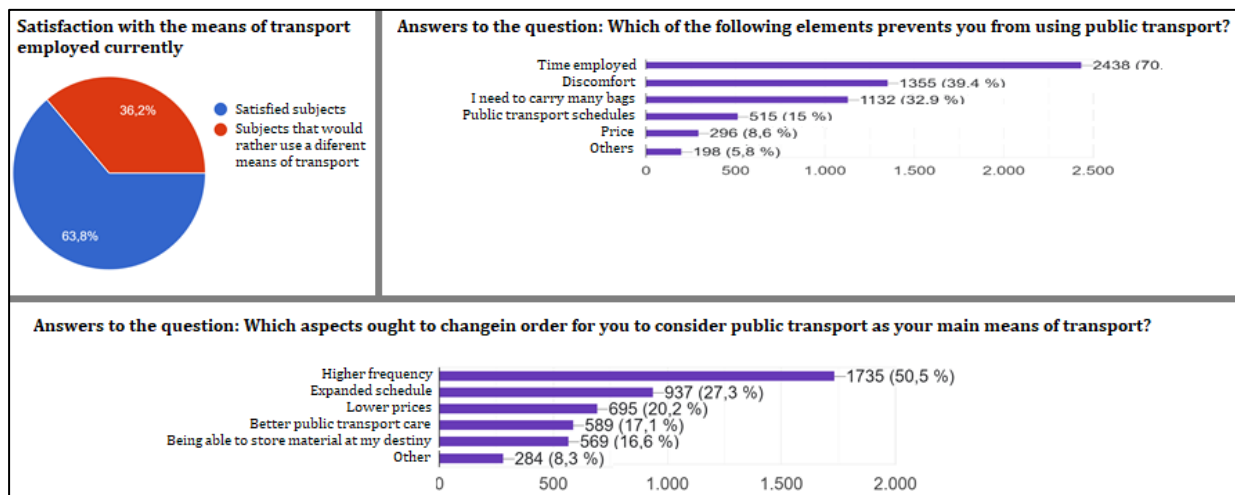 Satisfaction with the means of transport
employed currently
36,2%
63,8%
Satisfied subjects
Subjects that would
rather use a diferent
means of transport
Answers to the question: Which of the following elements prevents you from using public transport?
Time employed 2438 (70.
Discomfort 1355 (39.4 %)
I need to carry many bags 1132 (32.9 %)
Public transport schedules 515 (15 %)
Price 296 (8,6 %)
Others 198 (5,8 %)
0 500 1.000 1.500 2.000 2.500
Answers to the question: Which aspects ought to changein order for you to consider public transport as your main means of transport?
Higher frequency 1735 (50,5 %)
Expanded schedule 937 (27,3 %)
Lower prices 695 (20,2 %)
Better public transport care 589 (17,1 %)
Being able to store material at my destiny 569 (16,6 %)
Other 284 (8,3 %)
0 500 1.000 1.500 2.000